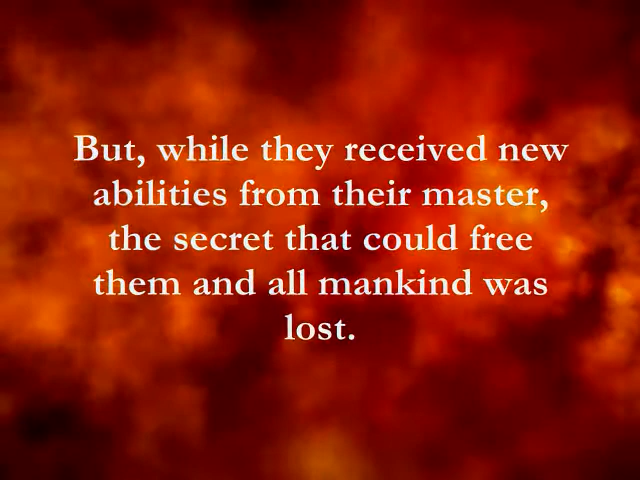 But, while they received new
abilities from their master,
the secret that could free
them and all mankind was
lost.